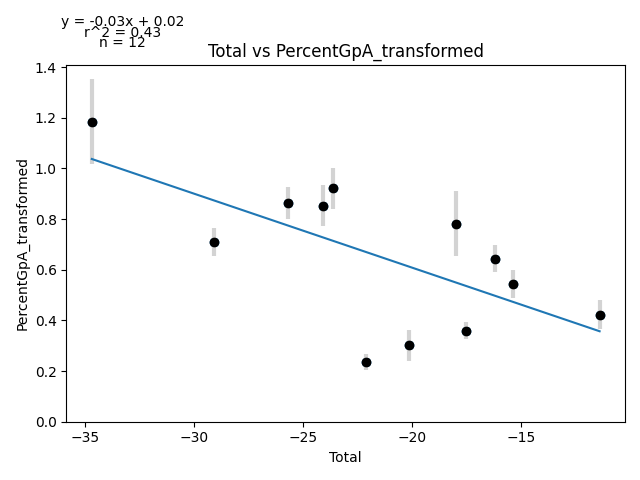 y = -0.03x + 0.02
r^2 = 0.43
n = 12
Total vs PercentGpA_transformed
1.4
1.2
1.0
0.8
0.6
0.4
0.2
0.0
PercentGpA_transformed
−35
−30
−25
−20
−15
Total